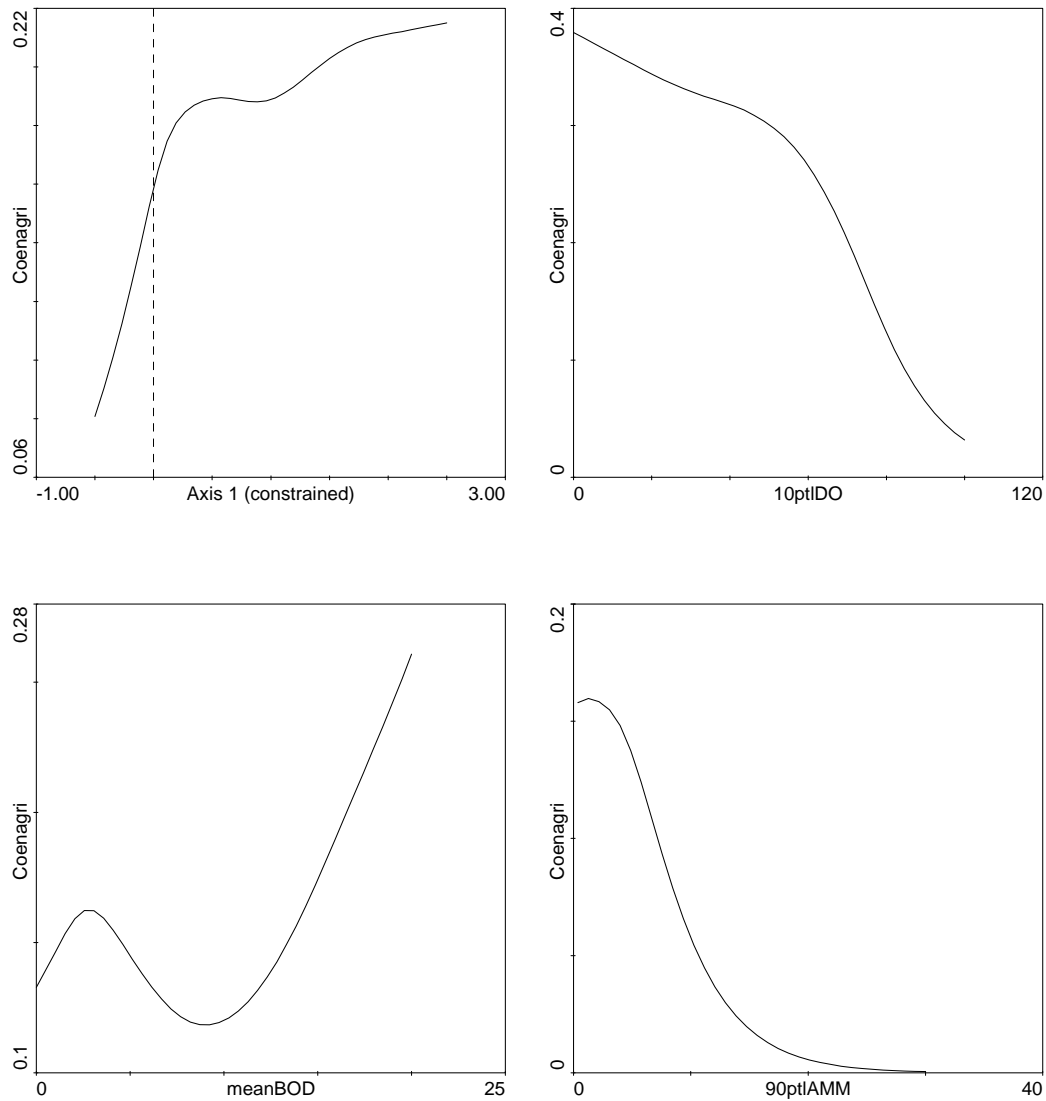 0.22
Coenagri
0.06
-1.00 Axis 1 (constrained) 3.00
0.4
Coenagri
0
0 10ptlDO 120
0.28
Coenagri
0.1
0 meanBOD 25
0.2
Coenagri
0
0 90ptlAMM 40